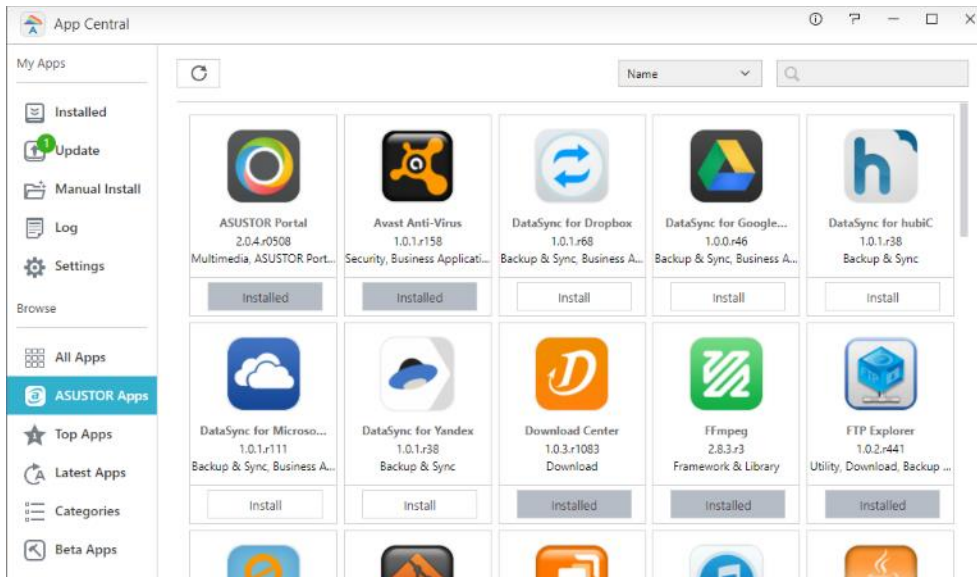 App Central
My Apps
Installed
1
Update
Manual Install
Log
Settings
Browse
All Apps
ASUSTOR Apps
Top Apps
Latest Apps
Categories
Beta Apps
Name
ASUSTOR Portal
2.0.4.r0508
Multimedia, ASUSTOR Port...
Installed
Avast Anti-Virus
1.0.1.r158
Security, Business Applicati...
Installed
DataSync for Dropbox
1.0.1.r68
Backup & Sync, Business A...
Install
DataSync for Google...
1.0.0.r46
Backup & Sync, Business A...
Install
DataSync for hubiC
1.0.1.r38
Backup & Sync
Install
DataSync for Microso...
1.0.1.r111
Backup & Sync, Business A...
Install
DataSync for Yandex
1.0.1.r38
Backup & Sync
Install
Download Center
1.0.3.r1083
Download
Installed
FFmpeg
2.8.3.r3
Framework & Library
Installed
FTP Explorer
1.0.2.r441
Utility, Download, Backup ...
Installed